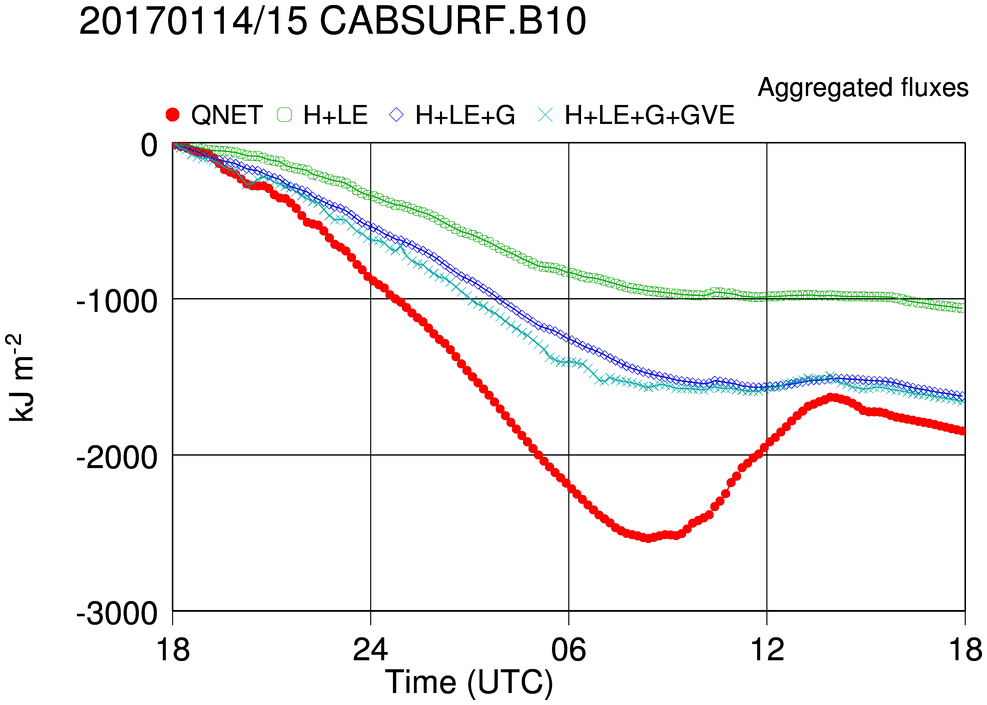 20170114/15 CABSURF.B10
Aggregated fluxes
QNET H+LE H+LE+G H+LE+G+GVE
0
-1000
-2000
-3000
kJ m-2
18 24 06 12 18
Time (UTC)